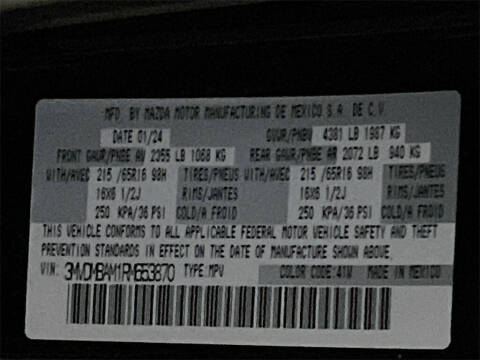 MFD. BY MAZDA MOTOR MANUFACTURING DE MEXICO S.A. DE C.V.
DATE 01/24 GVWR/PNBV 4381 LB 1987 KG
FRONT GAWR/PNBE AV 2355 LB 1068 KG REAR GAWR/PNBE AR 2072 LB 940 KG
WITH/AVEC 215/65R16 98H TIRES/PNEUS WITH/AVEC 215/65R16 98H TIRES/PNEUS
16X6 1/2J RIMS/JANTES 16X6 1/2J RIMS/JANTES
250 KPA/36 PSI COLD/A FROID 250 KPA/36 PSI COLD/A FROID
THIS VEHICLE CONFORMS TO ALL APPLICABLE FEDERAL MOTOR VEHICLE SAFETY AND THEFT
PREVENTION STANDARDS IN EFFECT ON THE DATE OF MANUFACTURE SHOWN ABOVE.
VIN: 3MVDMBAM1RM653870 TYPE: MPV COLOR CODE: 41W MADE IN MEXICO